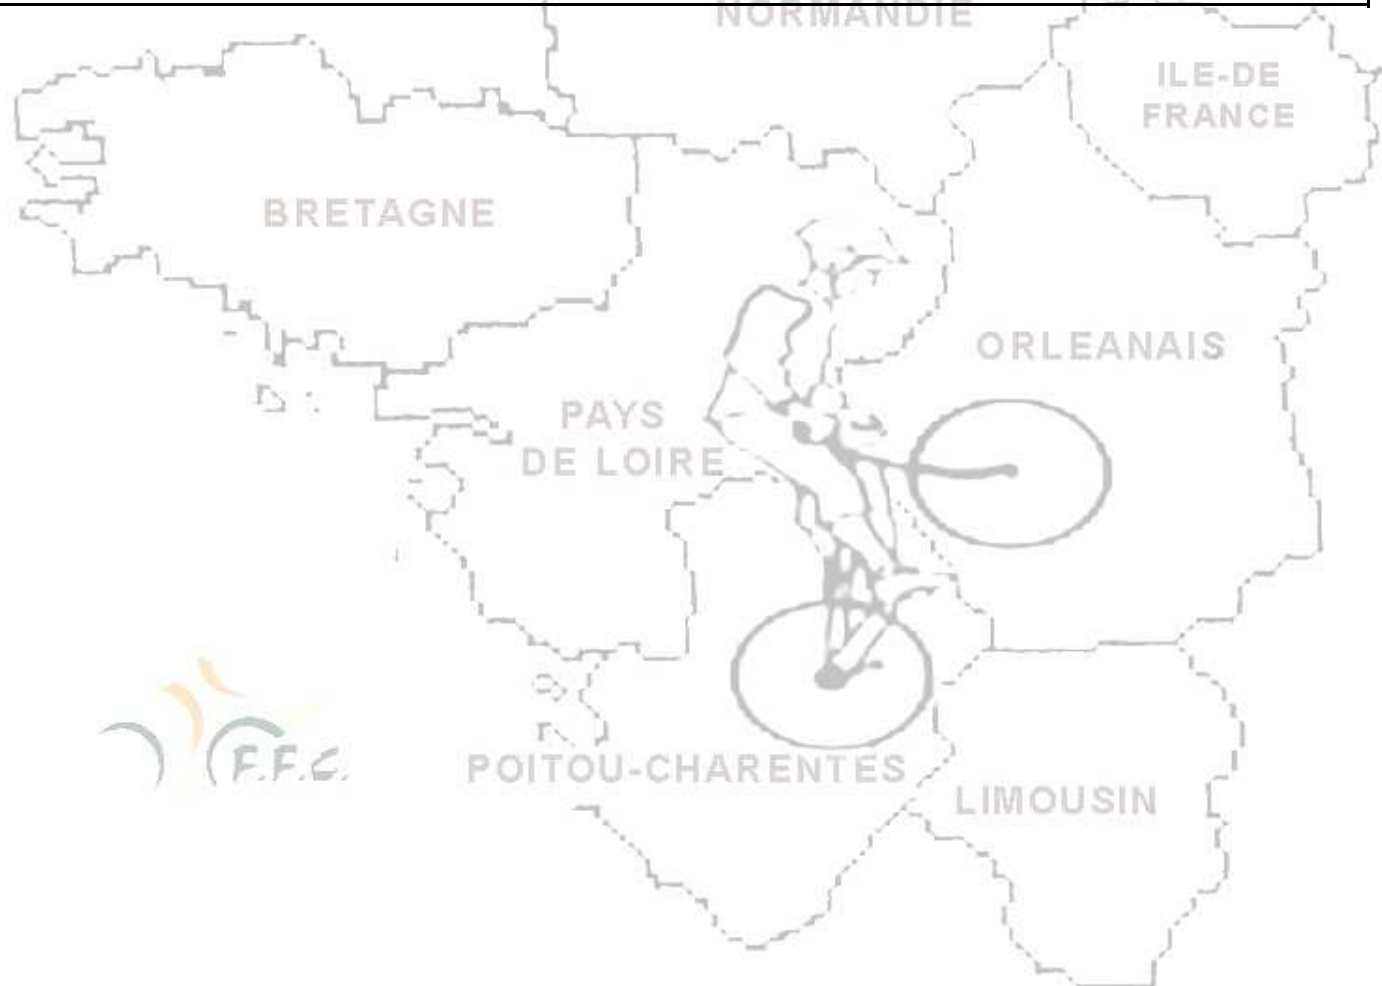 NORMANDIE
ILE-DE
FRANCE
BRETAGNE
ORLEANAIS
PAYS
DE LOIRE
F.F.C.
POITOU-CHARENTES
LIMOUSIN